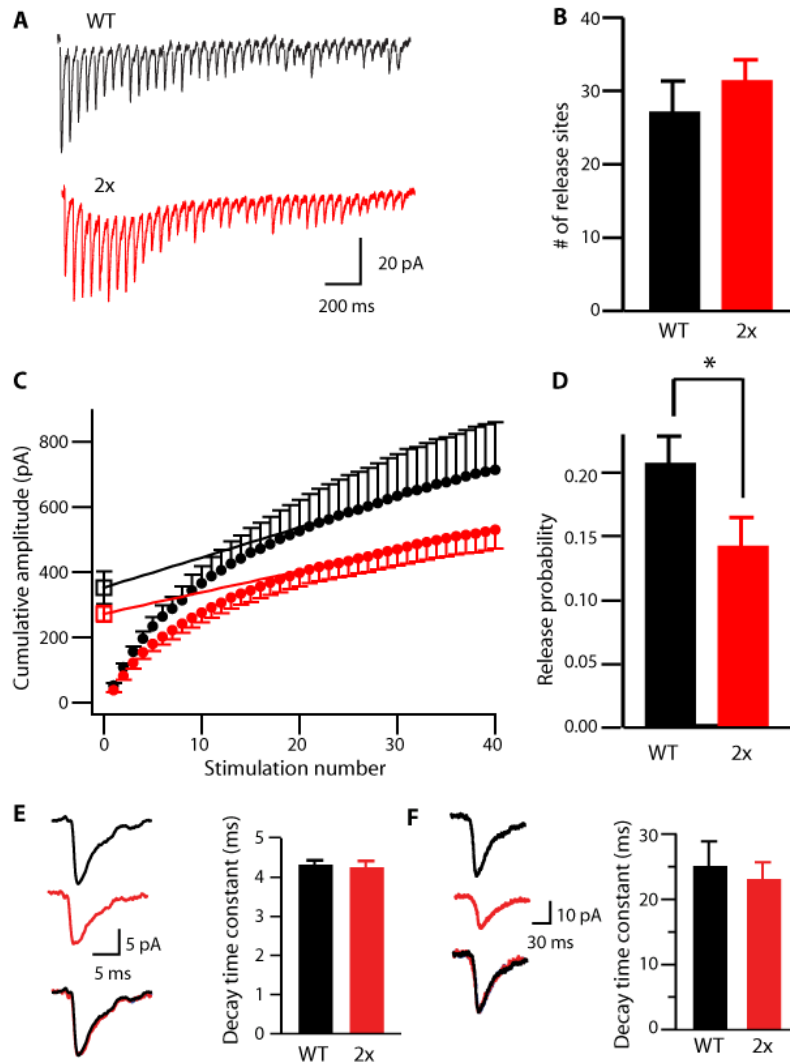 A
WT
2x
20 pA
200 ms
B
# of release sites
40
30
20
30
0
WT
2x
C
Cumulative amplitude (pA)
800
600
400
200
0
0
10
20
30
40
Stimulation number
D
*
Release probability
0.20
0.15
0.10
0.05
0.00
WT
2x
E
5 pA
5 ms
Decay time constant (ms)
5
4
3
2
1
0
WT
2x
F
10 pA
30 ms
Decay time constant (ms)
30
20
10
0
WT
2x